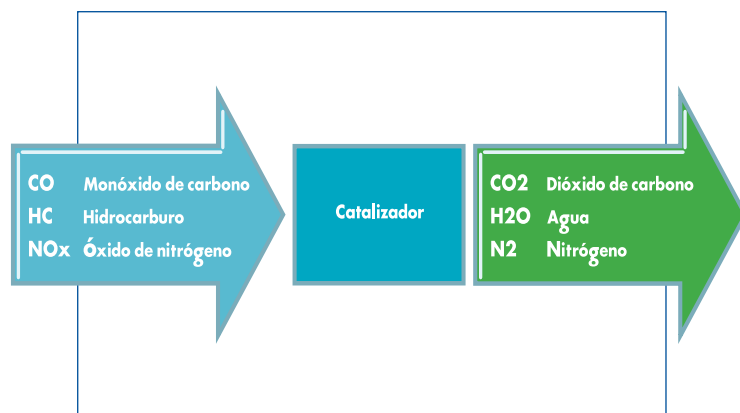 CO Monóxido de carbono
HC Hidrocarburo
NOx óxido de nitrógeno
Catalizador
CO2 Dióxido de carbono
H2O Agua
N2 Nitrógeno